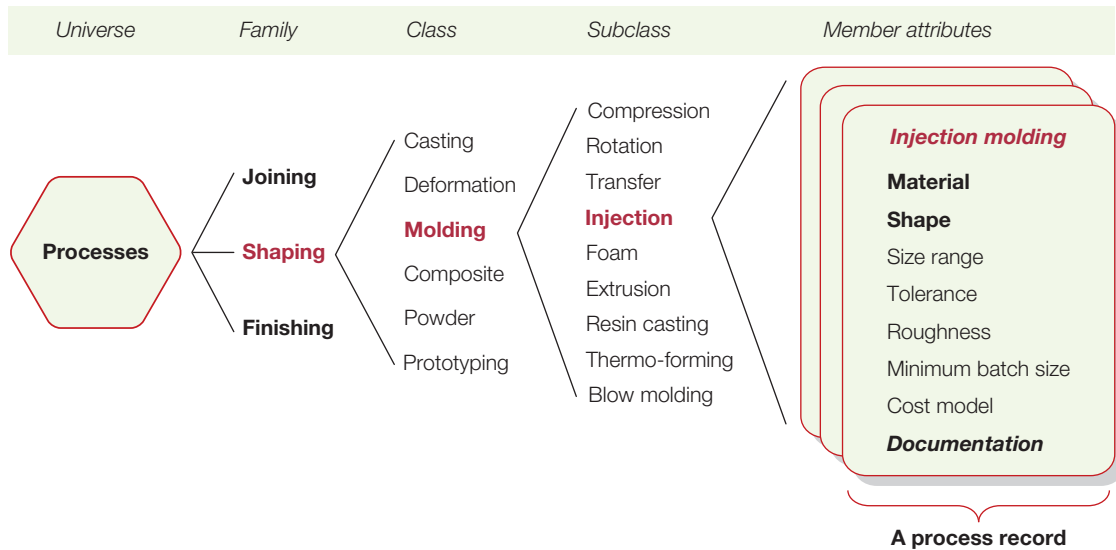 Universe
Family
Class
Subclass
Member attributes
Processes
Joining
Shaping
Finishing
Casting
Deformation
Molding
Composite
Powder
Prototyping
Compression
Rotation
Transfer
Injection
Foam
Extrusion
Resin casting
Thermo-forming
Blow molding
Injection molding
Material
Shape
Size range
Tolerance
Roughness
Minimum batch size
Cost model
Documentation
A process record